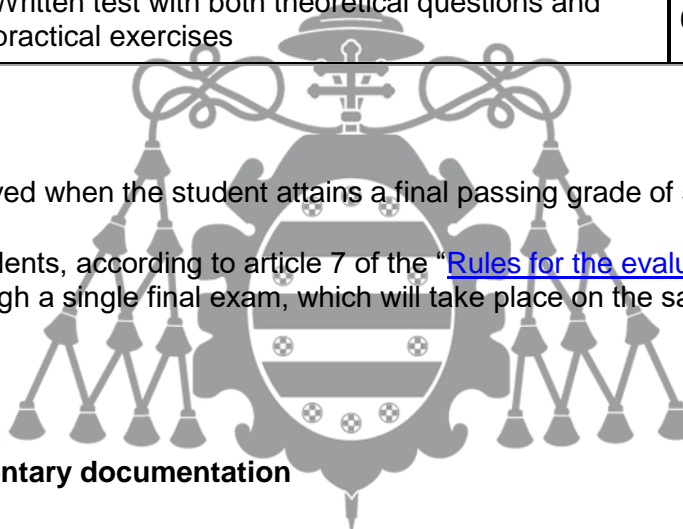 Written test with both theoretical questions and
practical exercises
ved when the student attains a final passing grade of
dents, according to article 7 of the “Rules for the evalu
gh a single final exam, which will take place on the sa
ntary documentation